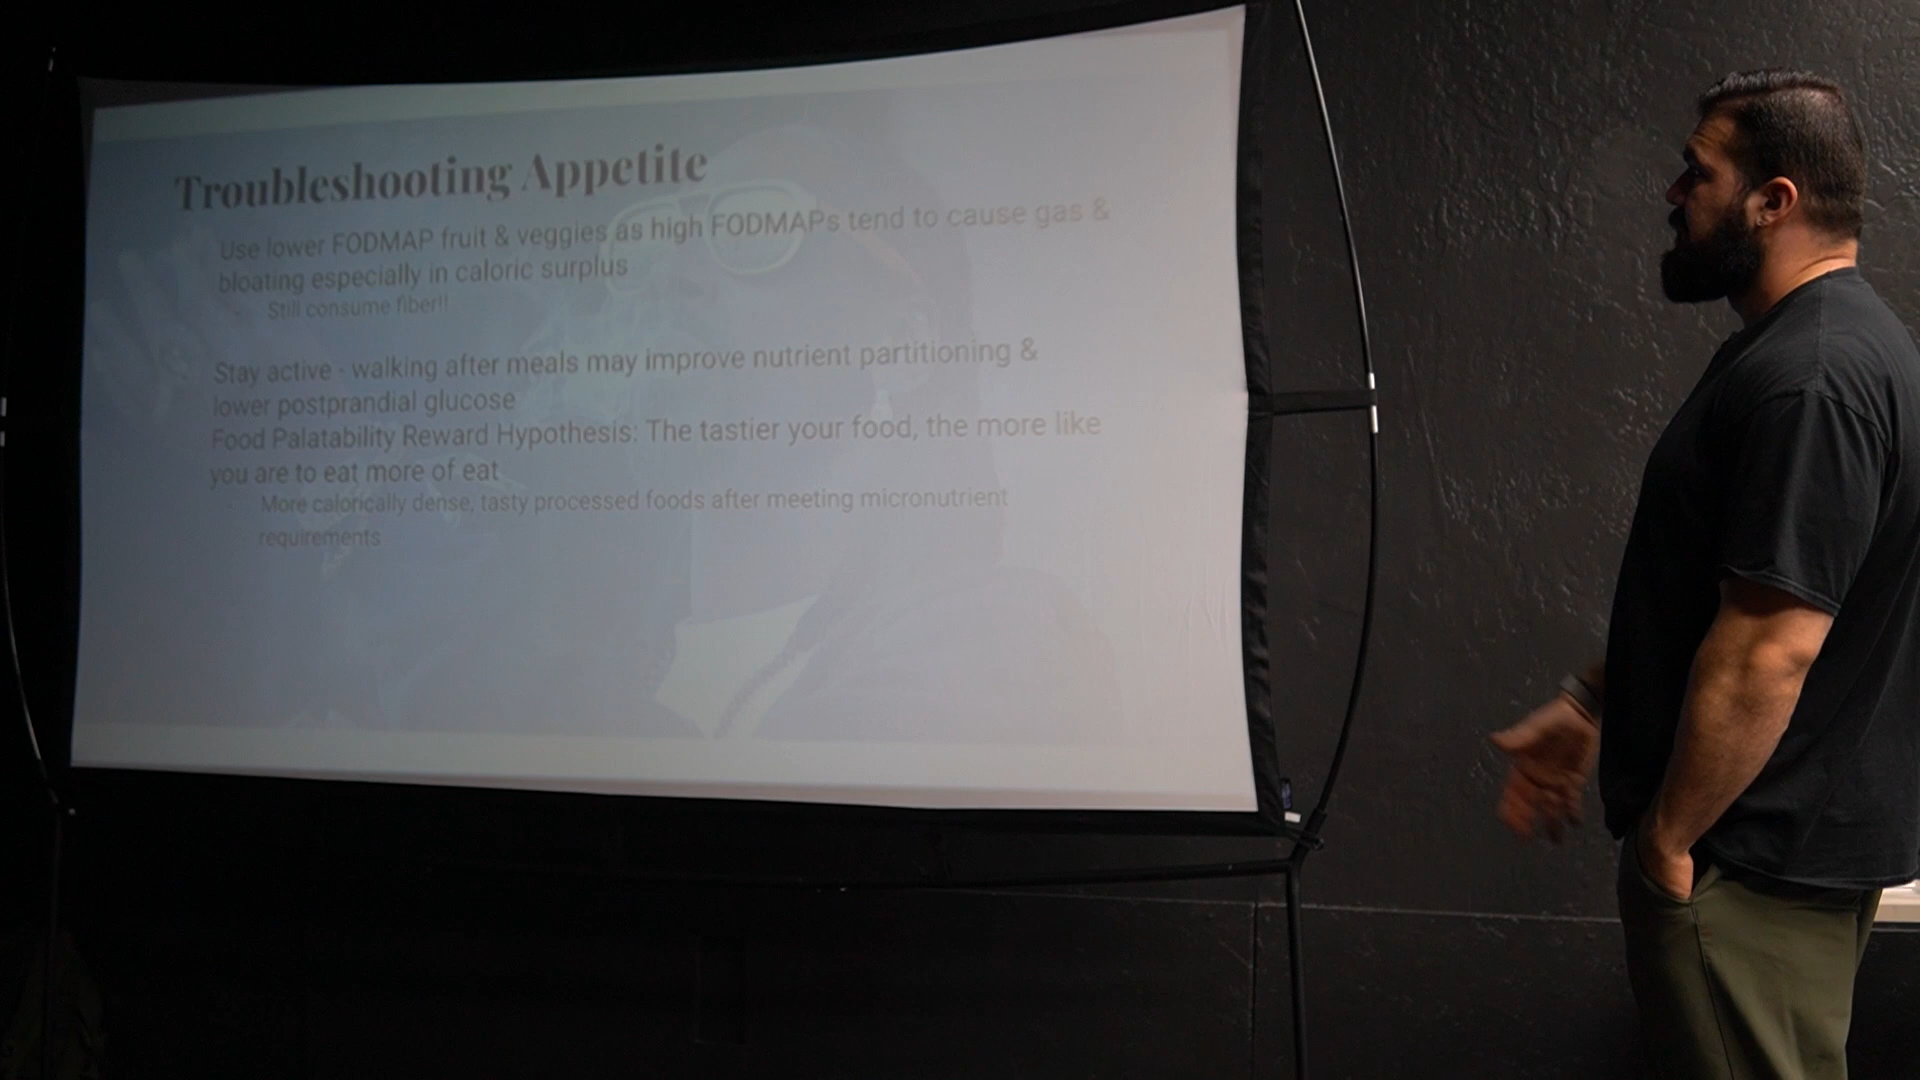 Troubleshooting Appetite
Use lower FODMAP fruit & veggies as high FODMAPs tend to cause gas &
bloating especially in caloric surplus
Still consume fiber!!
Stay active - walking after meals may improve nutrient partitioning &
lower postprandial glucose
Food Palatability Reward Hypothesis: The tastier your food, the more like
you are to eat more of eat
More calorically dense, tasty processed foods after meeting micronutrient
requirements